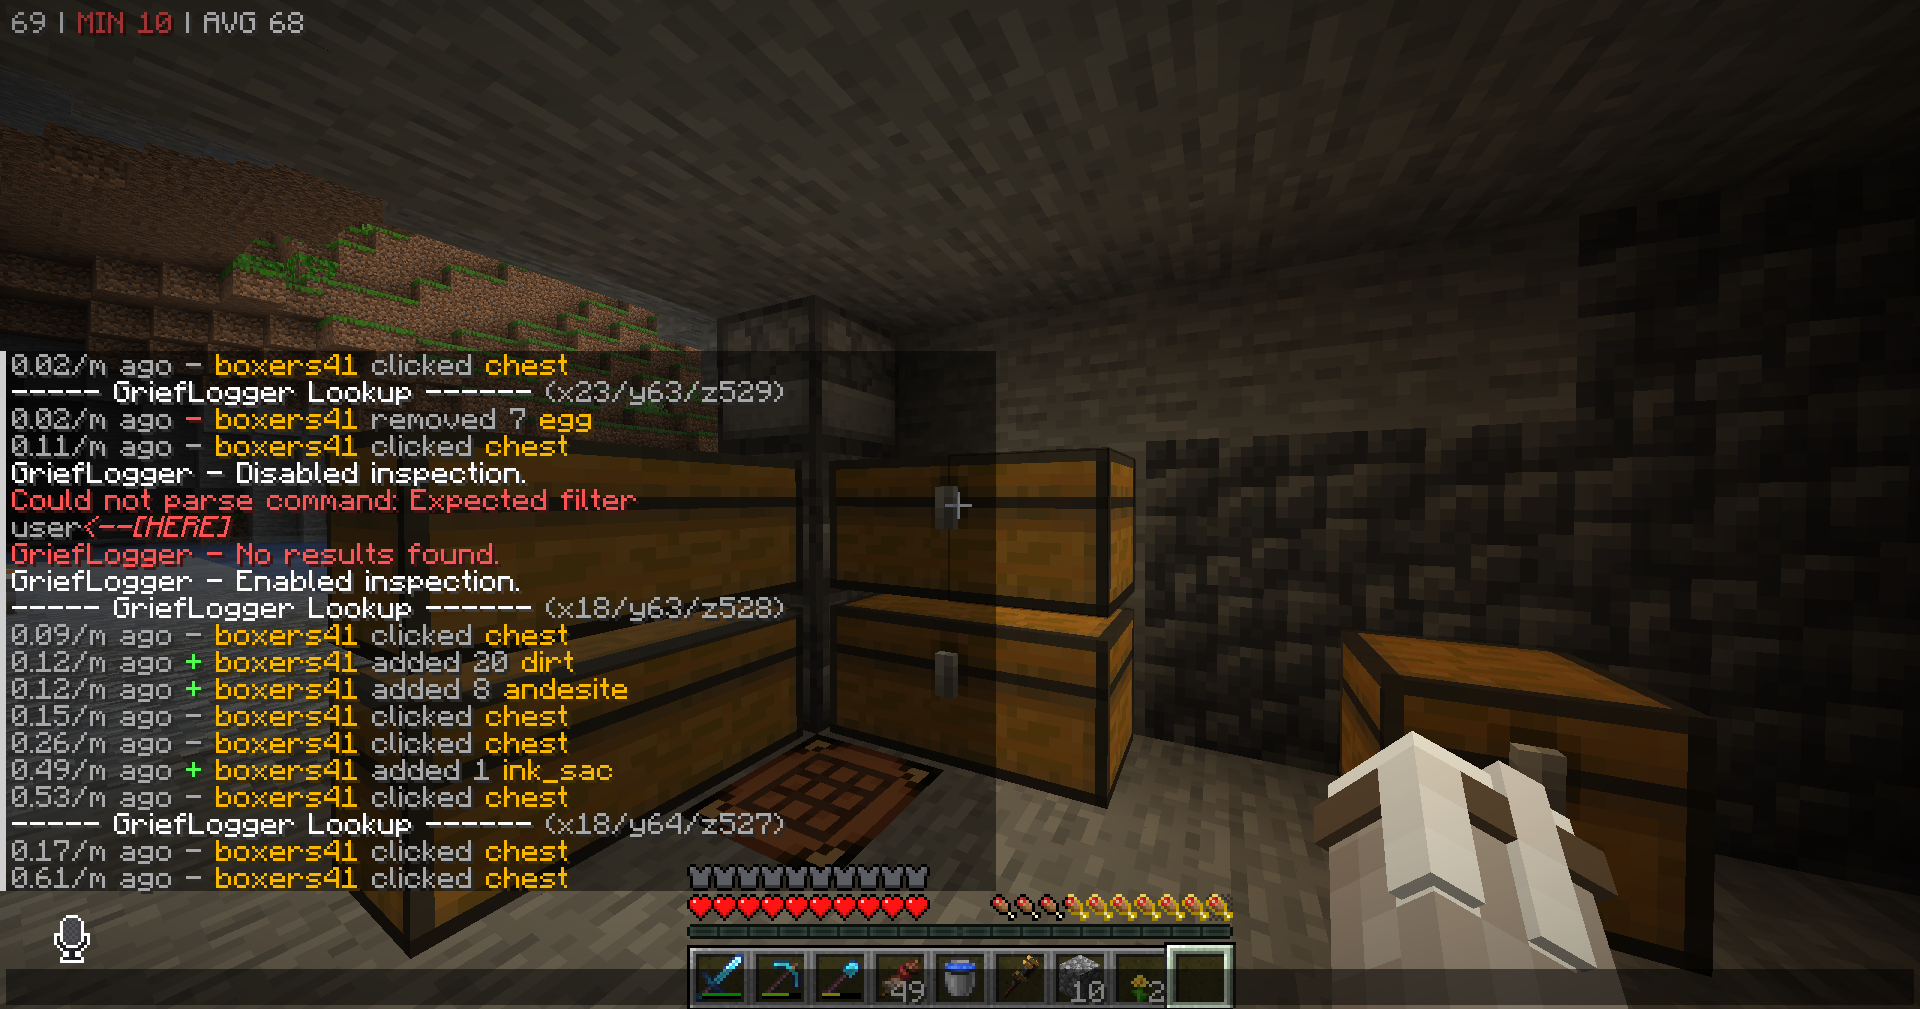 69 | MIN 10 | AVG 68
0.02/m ago - boxers41 clicked chest
----- GriefLogger Lookup ------ (x23/y63/z529)
0.02/m ago - boxers41 removed 7 egg
0.11/m ago - boxers41 clicked chest
GriefLogger - Disabled inspection.
Could not parse command: Expected filter
user<--[HERE]
GriefLogger - No results found.
GriefLogger - Enabled inspection.
----- GriefLogger Lookup ------ (x18/y63/z528)
0.09/m ago - boxers41 clicked chest
0.12/m ago + boxers41 added 20 dirt
0.12/m ago + boxers41 added 8 andesite
0.15/m ago - boxers41 clicked chest
0.26/m ago - boxers41 clicked chest
0.49/m ago + boxers41 added 1 ink_sac
0.53/m ago - boxers41 clicked chest
----- GriefLogger Lookup ------ (x18/y64/z527)
0.17/m ago - boxers41 clicked chest
0.61/m ago - boxers41 clicked chest
49 10 2